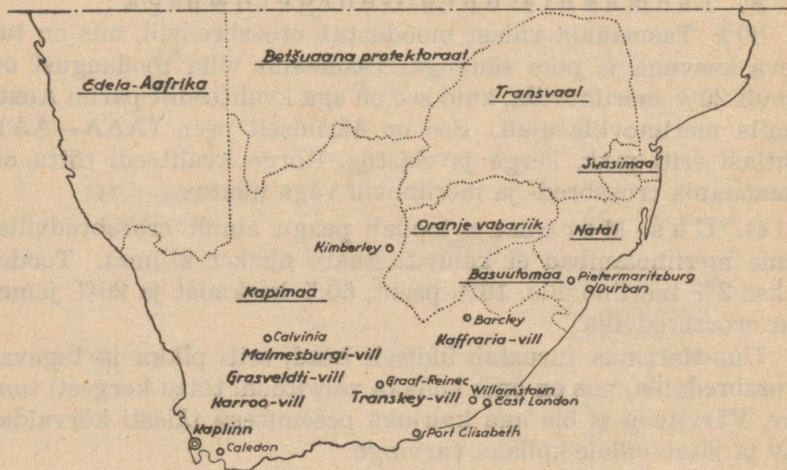 Edela-Aafrika
Betšuaana protektoraat
Transvaal
Swasimaa
Oranje vabariik
Natál
Kimberley
Basuutomaa
Pietermaritzburg
Durban
Kapimaa
Barcley
Calvinia
Kaffraria-vill
Malmesburgi-vill
Grasveldti-vill
Graaf-Reinec
Willamstown
Karroo-vill
Transkey-vill
East London
Kaplinn
Caledon
Port Elisabeth